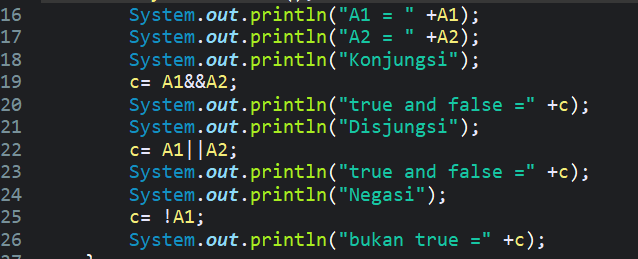 16 System.out.println("A1 = " +A1);
17 System.out.println("A2 = " +A2);
18 System.out.println("Konjungsi");
19 c= A1&&A2;
20 System.out.println("true and false =" +c);
21 System.out.println("Disjungsi");
22 c= A1||A2;
23 System.out.println("true and false =" +c);
24 System.out.println("Negasi");
25 c= !A1;
26 System.out.println("bukan true =" +c);
27 }